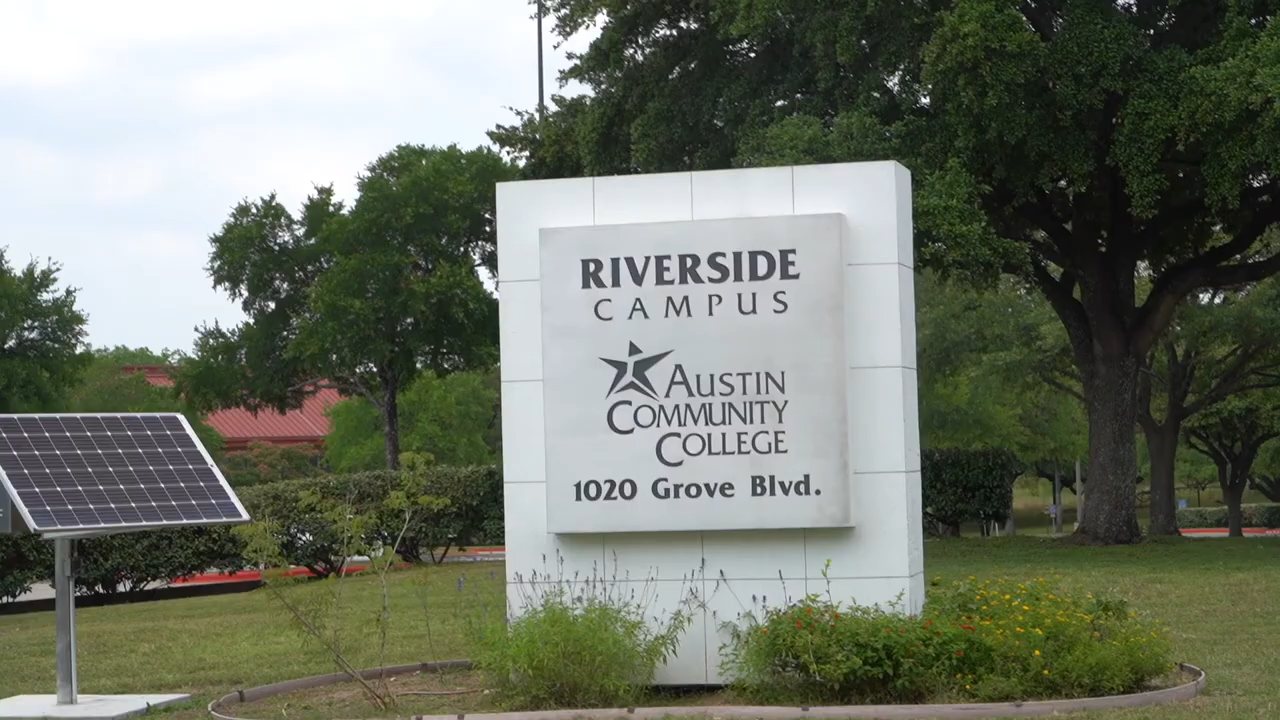 RIVERSIDE
CAMPUS
AUSTIN
COMMUNITY
COLLEGE
1020 Grove Blvd.